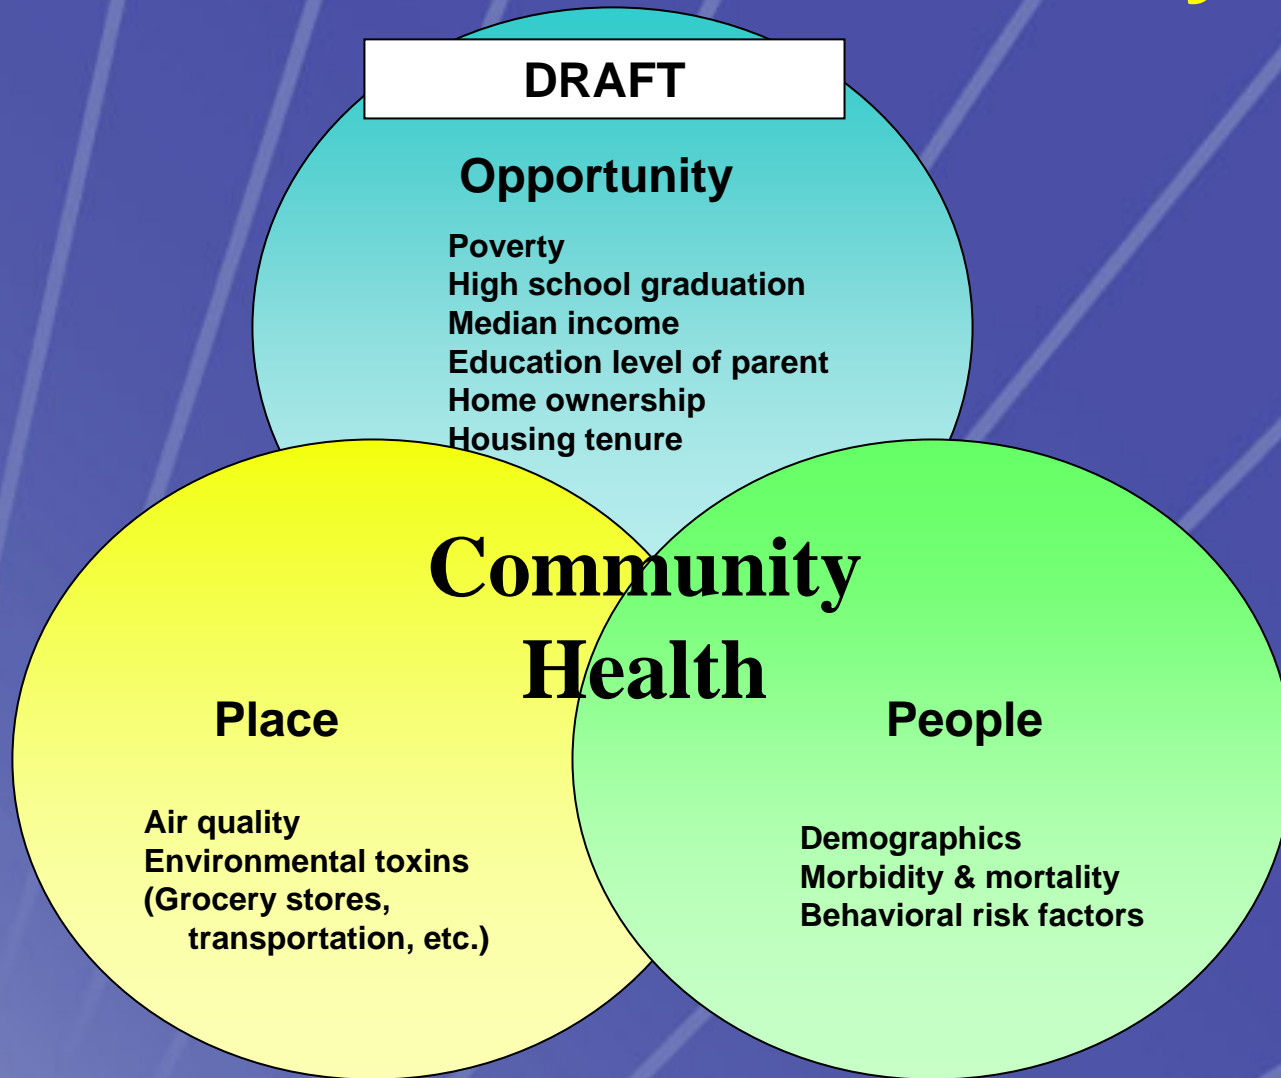 DRAFT
Opportunity
Poverty
High school graduation
Median income
Education level of parent
Home ownership
Housing tenure
Community
Health
Place
People
Air quality
Environmental toxins
(Grocery stores,
transportation, etc.)
Demographics
Morbidity & mortality
Behavioral risk factors